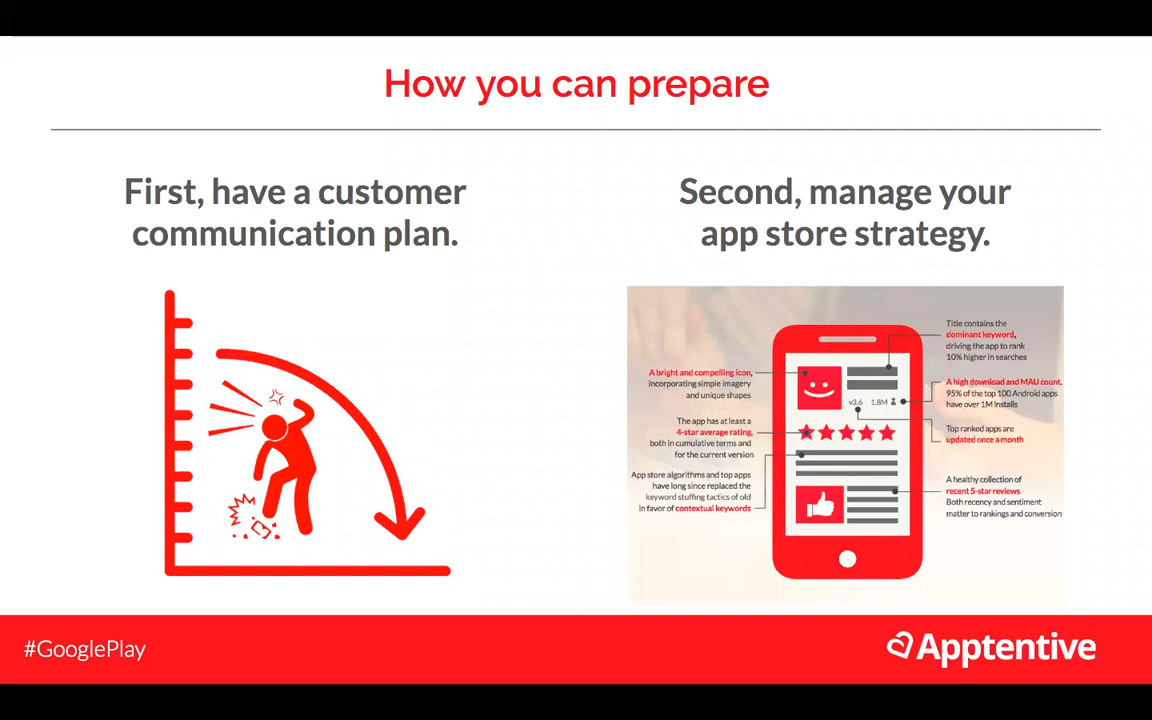 How you can prepare
First, have a customer
communication plan.
Second, manage your
app store strategy.
A bright and compelling icon,
incorporating simple imagery
and unique shapes
The app has at least a
4-star average rating,
both in cumulative terms and
for the current version
App store algorithms and top apps
have long since replaced the
keyword stuffing tactics of old
in favor of contextual keywords
v3.6 1.8M
Title contains the
dominant keyword,
driving the app to rank
10% higher in searches
A high download and MAU count.
95% of the top 100 Android apps
have over 1M installs
Top ranked apps are
updated once a month
A healthy collection of
recent 5-star reviews.
Both recency and sentiment
matter to rankings and conversion
#GooglePlay
Apptentive